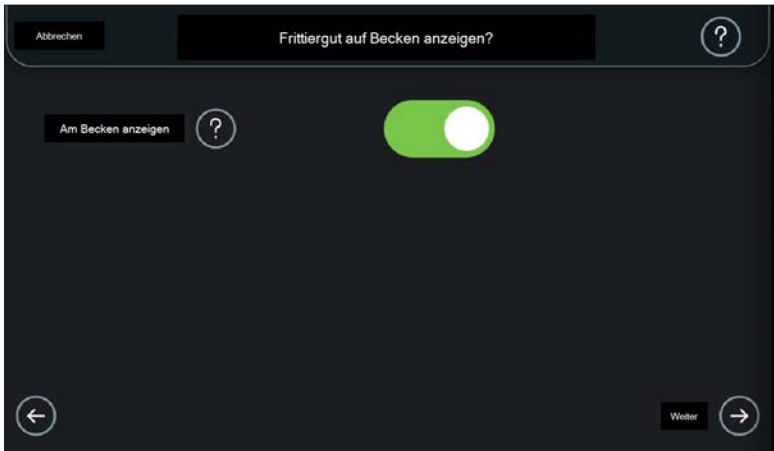 Abbrechen
Frittiergut auf Becken anzeigen?
?
Am Becken anzeigen
?
Weiter